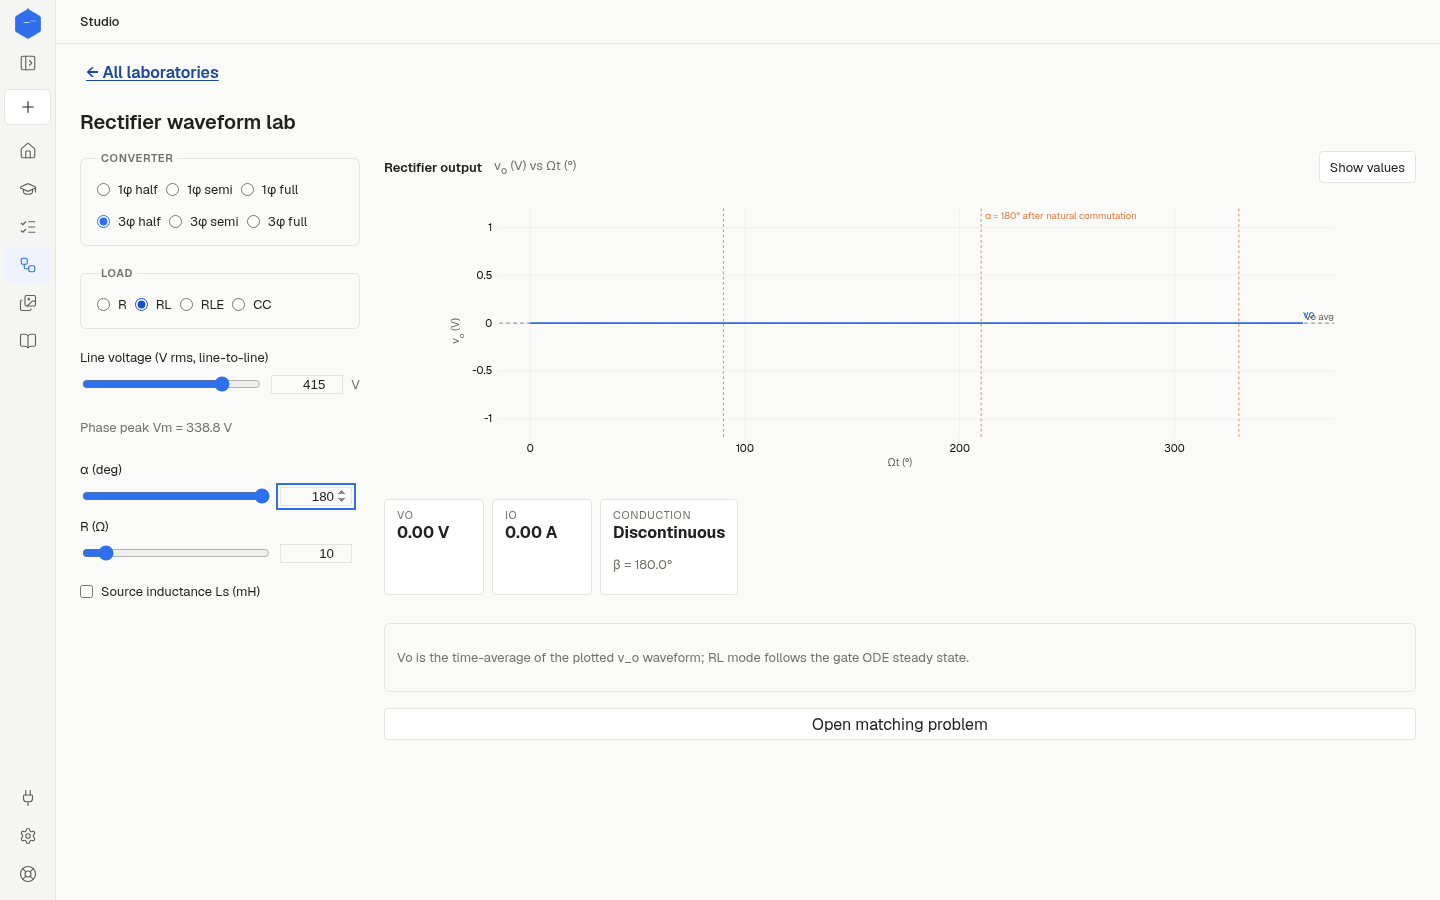 Studio
← All laboratories
Rectifier waveform lab
CONVERTER
1φ half 1φ semi 1φ full
3φ half 3φ semi 3φ full
LOAD
R RL RLE CC
Line voltage (V rms, line-to-line)
415 V
Phase peak Vm = 338.8 V
α (deg)
180
R (Ω)
10
Source inductance Ls (mH)
Rectifier output vo (V) vs Ωt (°)
Show values
α = 180° after natural commutation
1
0.5
0
-0.5
-1
vo (V)
Vo avg
0 100 200 300
Ωt (°)
VO
0.00 V
IO
0.00 A
CONDUCTION
Discontinuous
β = 180.0°
Vo is the time-average of the plotted v_o waveform; RL mode follows the gate ODE steady state.
Open matching problem